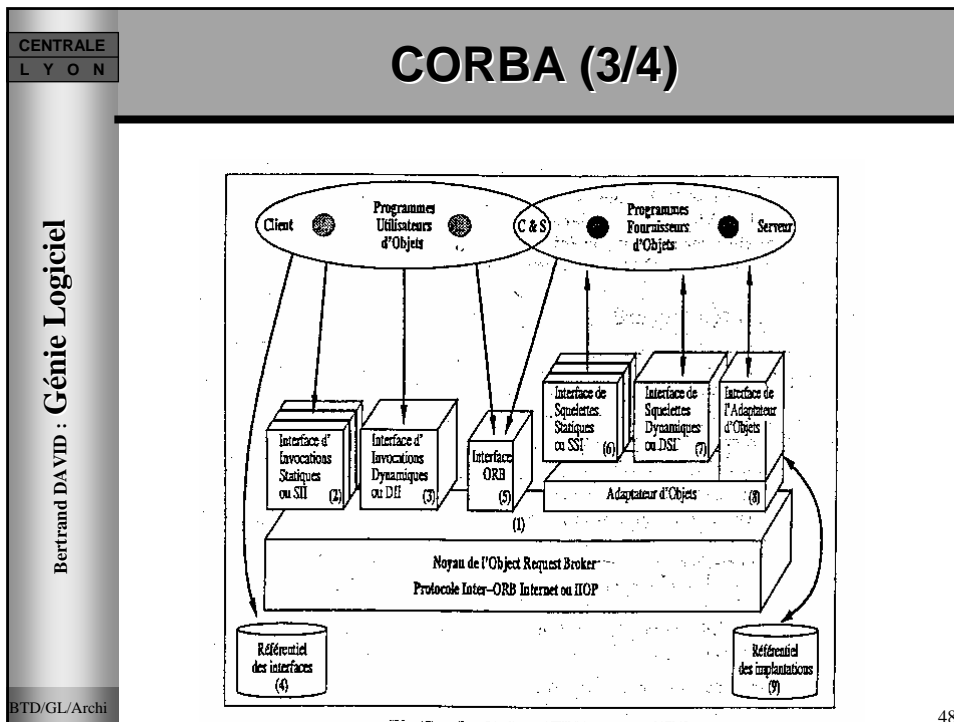 CENTRALE
L Y O N
CORBA (3/4)
Bertrand DAVID : Génie Logiciel
Client
Programmes
Utilisateurs
d'Objets
C & S
Programmes
Fournisseurs
d'Objets
Serveur
Interface d'
Invocations
Statiques
ou SII
(2)
Interface d'
Invocations
Dynamiques
ou DII
(3)
Interface
ORB
(5)
Interface de
Squelettes
Statiques
ou SSI
(6)
Interface de
Squelettes
Dynamiques
ou DSI
(7)
Interface de
l'Adaptateur
d'Objets
Adaptateur d'Objets
(8)
(1)
Noyau de l'Object Request Broker
Protocole Inter-ORB Internet ou IIOP
Référentiel
des interfaces
(4)
Référentiel
des implantations
(9)
BTD/GL/Archi
48